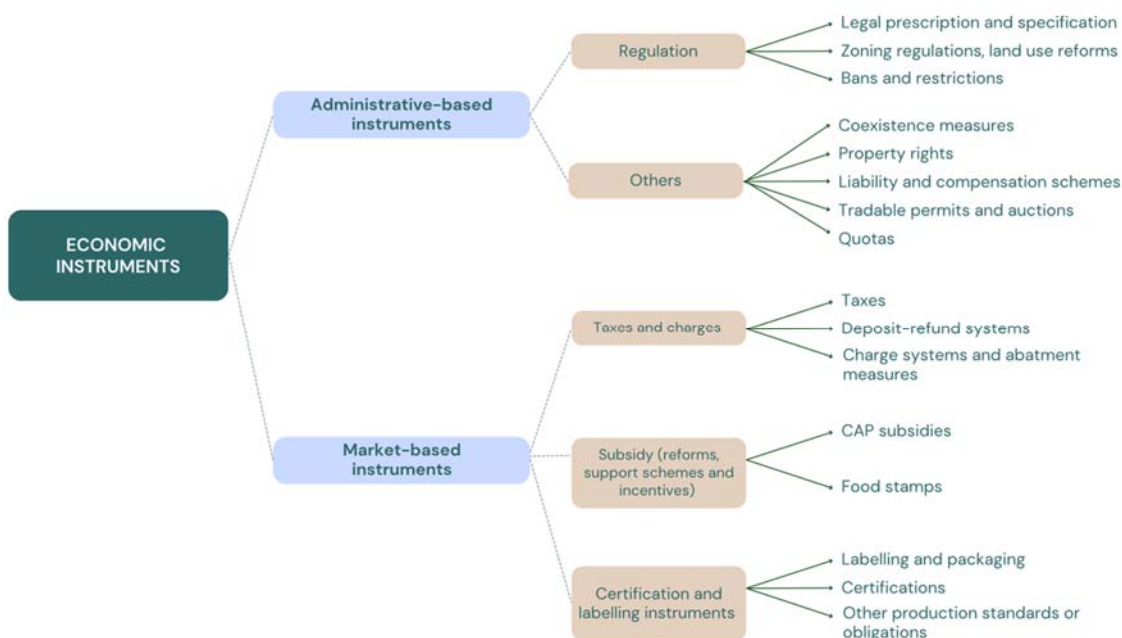 ECONOMIC
INSTRUMENTS
Administrative-based
instruments
Regulation
Legal prescription and specification
Zoning regulations, land use reforms
Bans and restrictions
Others
Coexistence measures
Property rights
Liability and compensation schemes
Tradable permits and auctions
Quotas
Market-based
instruments
Taxes and charges
Taxes
Deposit-refund systems
Charge systems and abatment
measures
Subsidy (reforms,
support schemes and
incentives)
CAP subsidies
Food stamps
Certification and
labelling instruments
Labelling and packaging
Certifications
Other production standards or
obligations